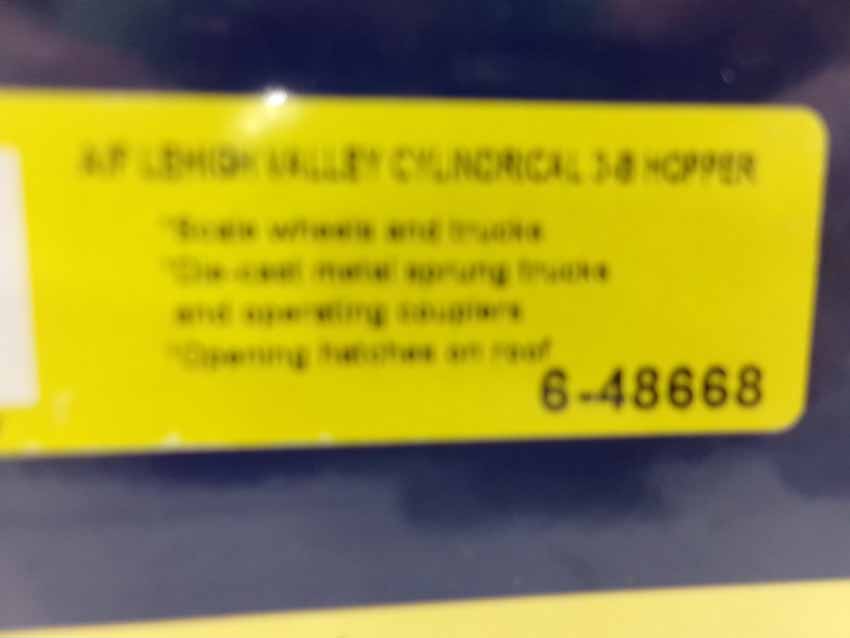 A/F LEHIGH VALLEY CYLINDRICAL 3-B HOPPER
*Scale wheels and trucks
*Die-cast metal sprung trucks
and operating couplers
*Opening hatches on roof
6-48668